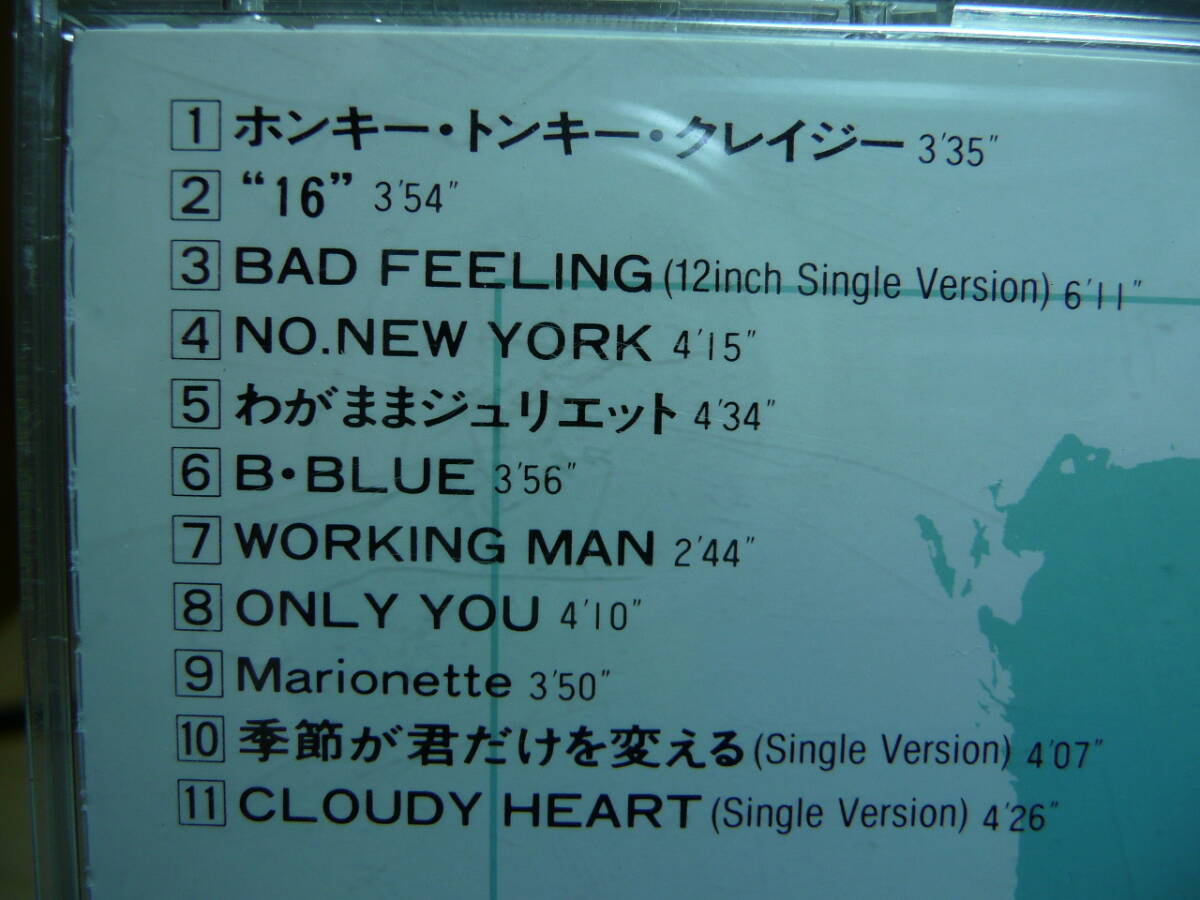 1 ホンキー・トンキー・クレイジー 3'35"
2 “16” 3'54"
3 BAD FEELING (12inch Single Version) 6'11"
4 NO.NEW YORK 4'15"
5 わがままジュリエット 4'34"
6 B•BLUE 3'56"
7 WORKING MAN 2'44"
8 ONLY YOU 4'10"
9 Marionette 3'50"
10 季節が君だけを変える (Single Version) 4'07"
11 CLOUDY HEART (Single Version) 4'26"